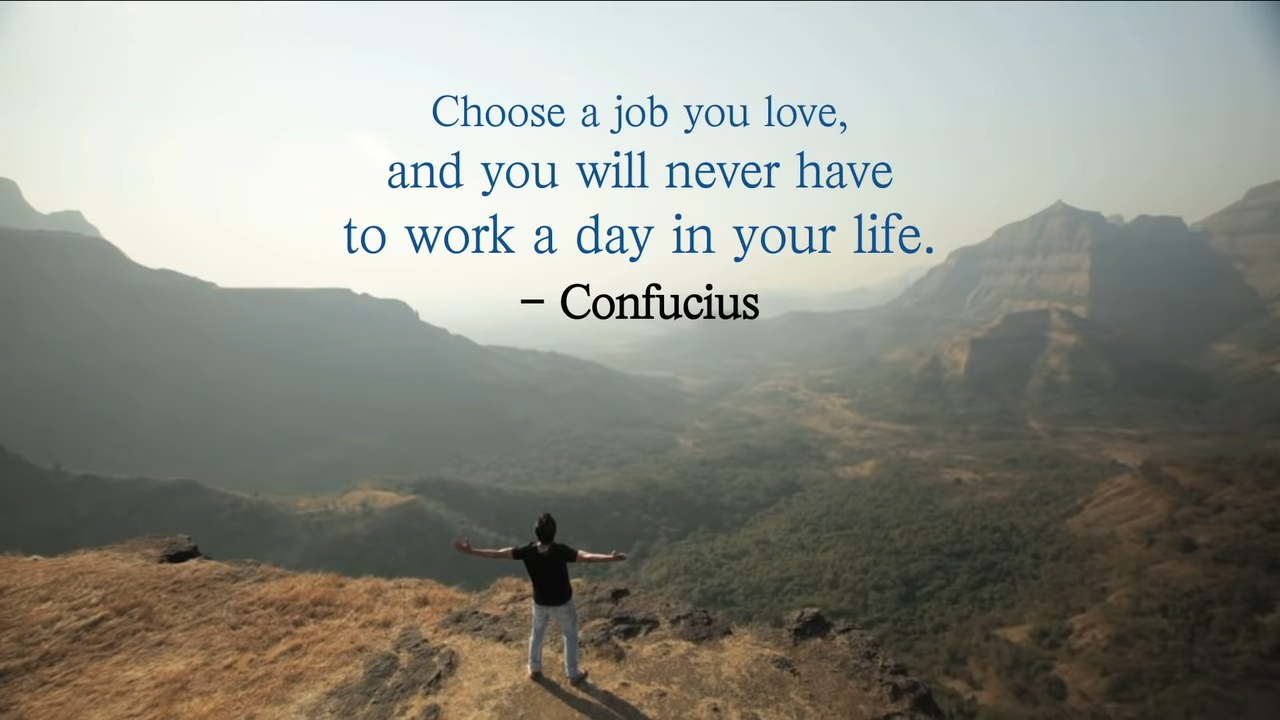 Choose a job you love,
and you will never have
to work a day in your life.
– Confucius